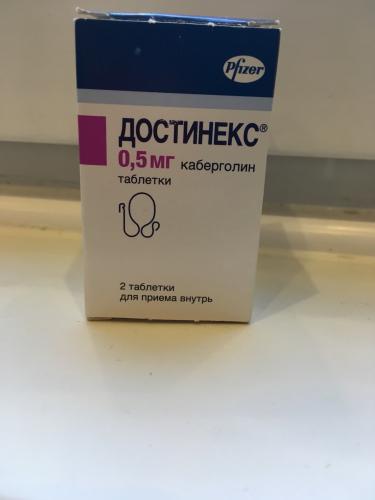 Pfizer
ДОСТИНЕКС®
0,5 мг каберголин
таблетки
2 таблетки
для приема внутрь